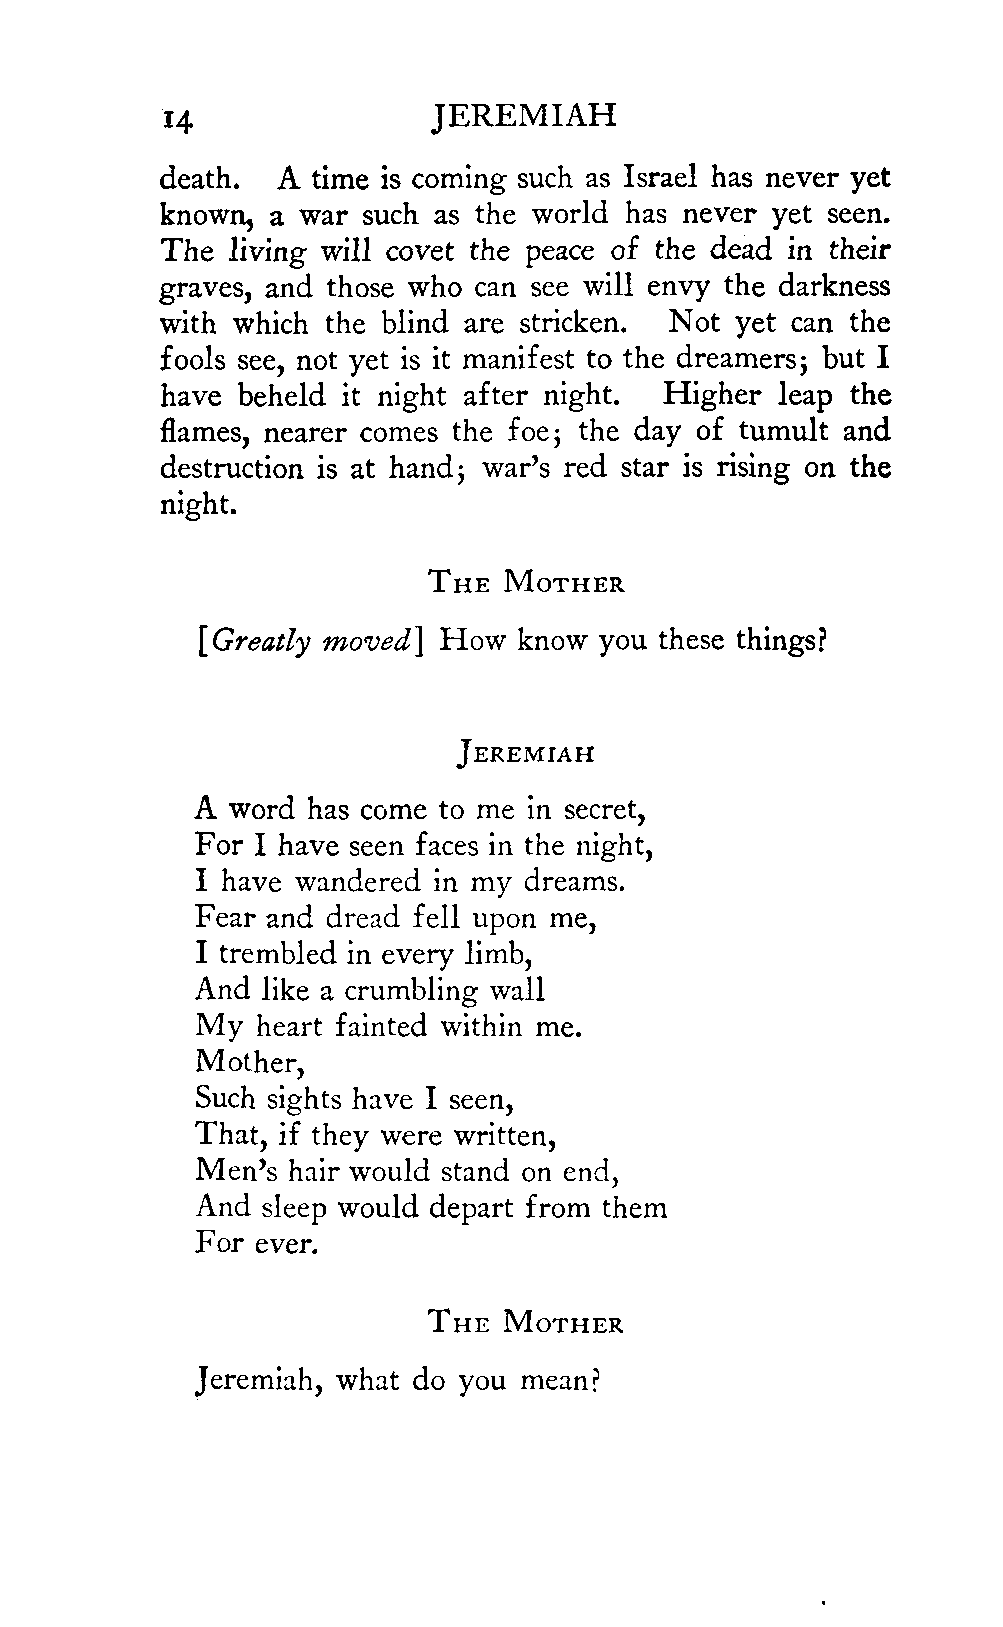 14 JEREMIAH
death. A time is coming such as Israel has never yet
known, a war such as the world has never yet seen.
The living will covet the peace of the dead in their
graves, and those who can see will envy the darkness
with which the blind are stricken. Not yet can the
fools see, not yet is it manifest to the dreamers; but I
have beheld it night after night. Higher leap the
flames, nearer comes the foe; the day of tumult and
destruction is at hand; war's red star is rising on the
night.
THE MOTHER
[Greatly moved] How know you these things?
JEREMIAH
A word has come to me in secret,
For I have seen faces in the night,
I have wandered in my dreams.
Fear and dread fell upon me,
I trembled in every limb,
And like a crumbling wall
My heart fainted within me.
Mother,
Such sights have I seen,
That, if they were written,
Men's hair would stand on end,
And sleep would depart from them
For ever.
THE MOTHER
Jeremiah, what do you mean?